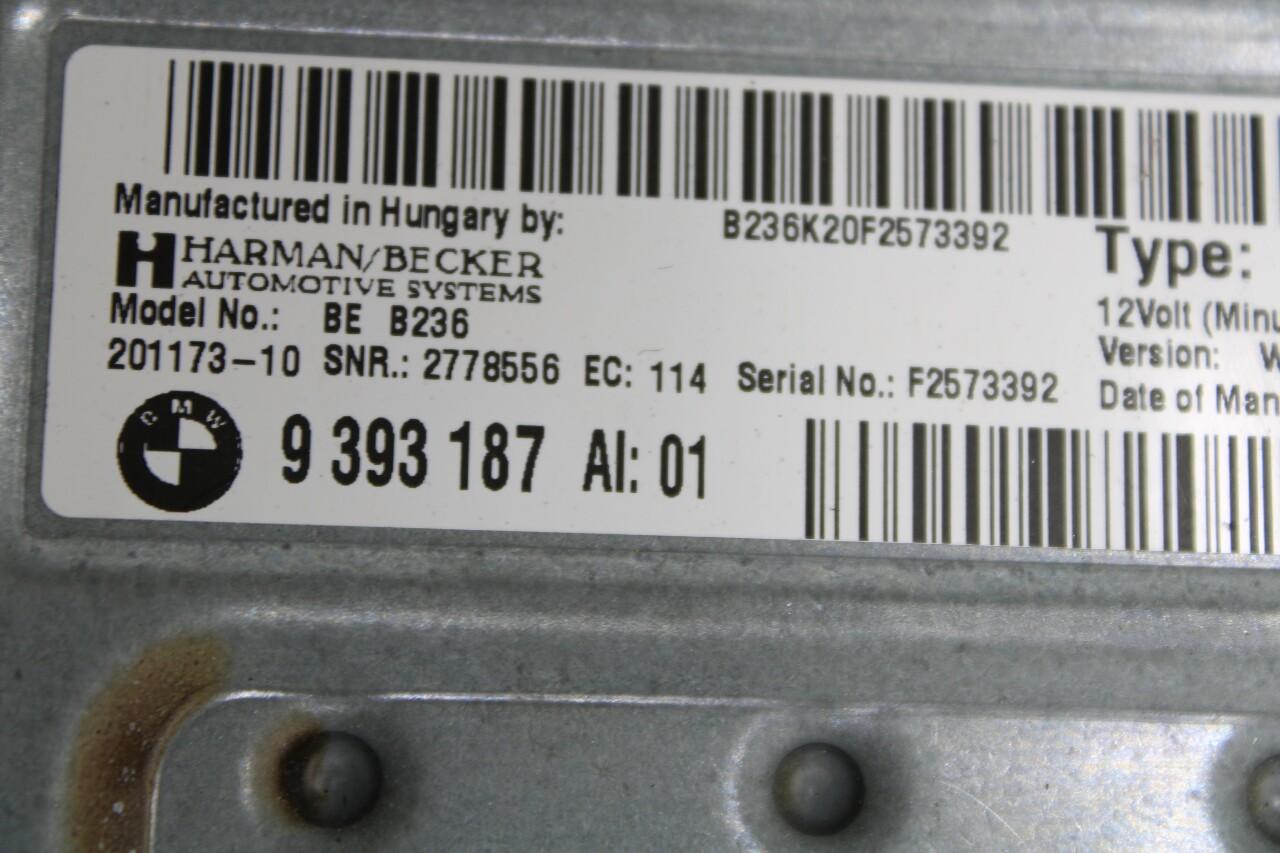 Manufactured in Hungary by:
B236K20F2573392
HARMAN/BECKER
AUTOMOTIVE SYSTEMS
Model No.: BE B236
201173-10 SNR.: 2778556 EC: 114 Serial No.: F2573392
BMW
9 393 187 AI: 01
Type:
12Volt (Minu
Version: W
Date of Man